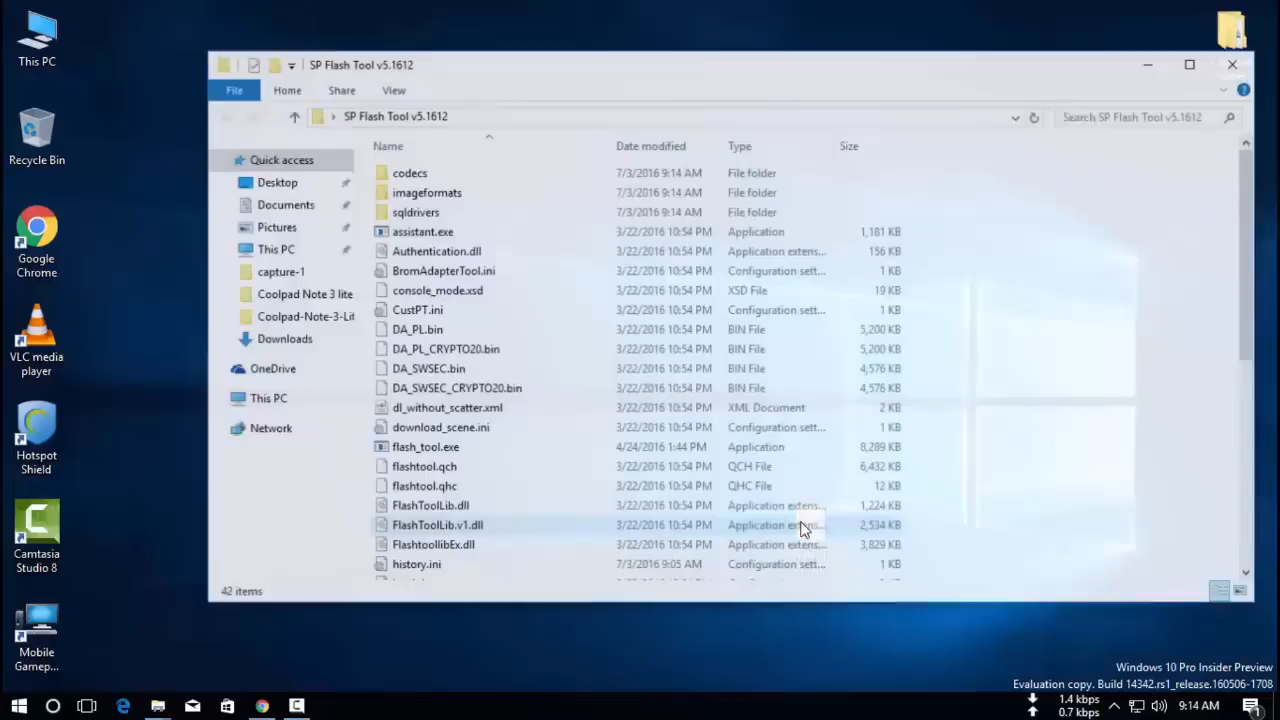 This PC
Recycle Bin
Google
Chrome
VLC media
player
Hotspot
Shield
Camtasia
Studio 8
Mobile
Gamep...
SP Flash Tool v5.1612
File Home Share View
SP Flash Tool v5.1612
Search SP Flash Tool v5.1612
Quick access
Desktop
Documents
Pictures
This PC
capture-1
Coolpad Note 3 lite
Coolpad-Note-3-Lit
Downloads
OneDrive
This PC
Network
Name Date modified Type Size
codecs 7/3/2016 9:14 AM File folder
imageformats 7/3/2016 9:14 AM File folder
sqldrivers 7/3/2016 9:14 AM File folder
assistant.exe 3/22/2016 10:54 PM Application 1,181 KB
Authentication.dll 3/22/2016 10:54 PM Application extens... 156 KB
BromAdapterTool.ini 3/22/2016 10:54 PM Configuration sett... 1 KB
console_mode.xsd 3/22/2016 10:54 PM XSD File 19 KB
CustPT.ini 3/22/2016 10:54 PM Configuration sett... 1 KB
DA_PL.bin 3/22/2016 10:54 PM BIN File 5,200 KB
DA_PL_CRYPTO20.bin 3/22/2016 10:54 PM BIN File 5,200 KB
DA_SWSEC.bin 3/22/2016 10:54 PM BIN File 4,576 KB
DA_SWSEC_CRYPTO20.bin 3/22/2016 10:54 PM BIN File 4,576 KB
dl_without_scatter.xml 3/22/2016 10:54 PM XML Document 2 KB
download_scene.ini 3/22/2016 10:54 PM Configuration sett... 1 KB
flash_tool.exe 4/24/2016 1:44 PM Application 8,289 KB
flashtool.qch 3/22/2016 10:54 PM QCH File 6,432 KB
flashtool.qhc 3/22/2016 10:54 PM QHC File 12 KB
FlashToolLib.dll 3/22/2016 10:54 PM Application extens... 1,224 KB
FlashToolLib.v1.dll 3/22/2016 10:54 PM Application extens... 2,534 KB
FlashtoollibEx.dll 3/22/2016 10:54 PM Application extens... 3,829 KB
history.ini 7/3/2016 9:05 AM Configuration sett... 1 KB
42 items
Windows 10 Pro Insider Preview
Evaluation copy. Build 14342.rs1_release.160506-1708
1.4 kbps
0.7 kbps
9:14 AM
1